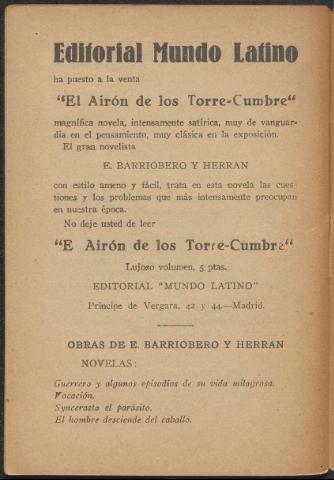 Editorial Mundo Latino
ha puesto a la venta
"El Airón de los Torre-Cumbre"
magnífica novela, intensamente satírica, muy de vanguar-
dia en el pensamiento, muy clásica en la exposición.
El gran novelista
E. BARRIOBERO Y HERRAN
con estilo ameno y fácil, trata en esta novela las cues-
tiones y los problemas que más intensamente preocupan
en nuestra época.
No deje usted de leer
"E Airón de los Torre-Cumbre"
Lujoso volumen, 5 ptas.
EDITORIAL "MUNDO LATINO"
Príncipe de Vergara, 42 y 44.—Madrid.
OBRAS DE E. BARRIOBERO Y HERRAN
NOVELAS:
Guerrero y algunos episodios de su vida milagrosa.
Vocación.
Syncerasto el parásito.
El hombre desciende del caballo.